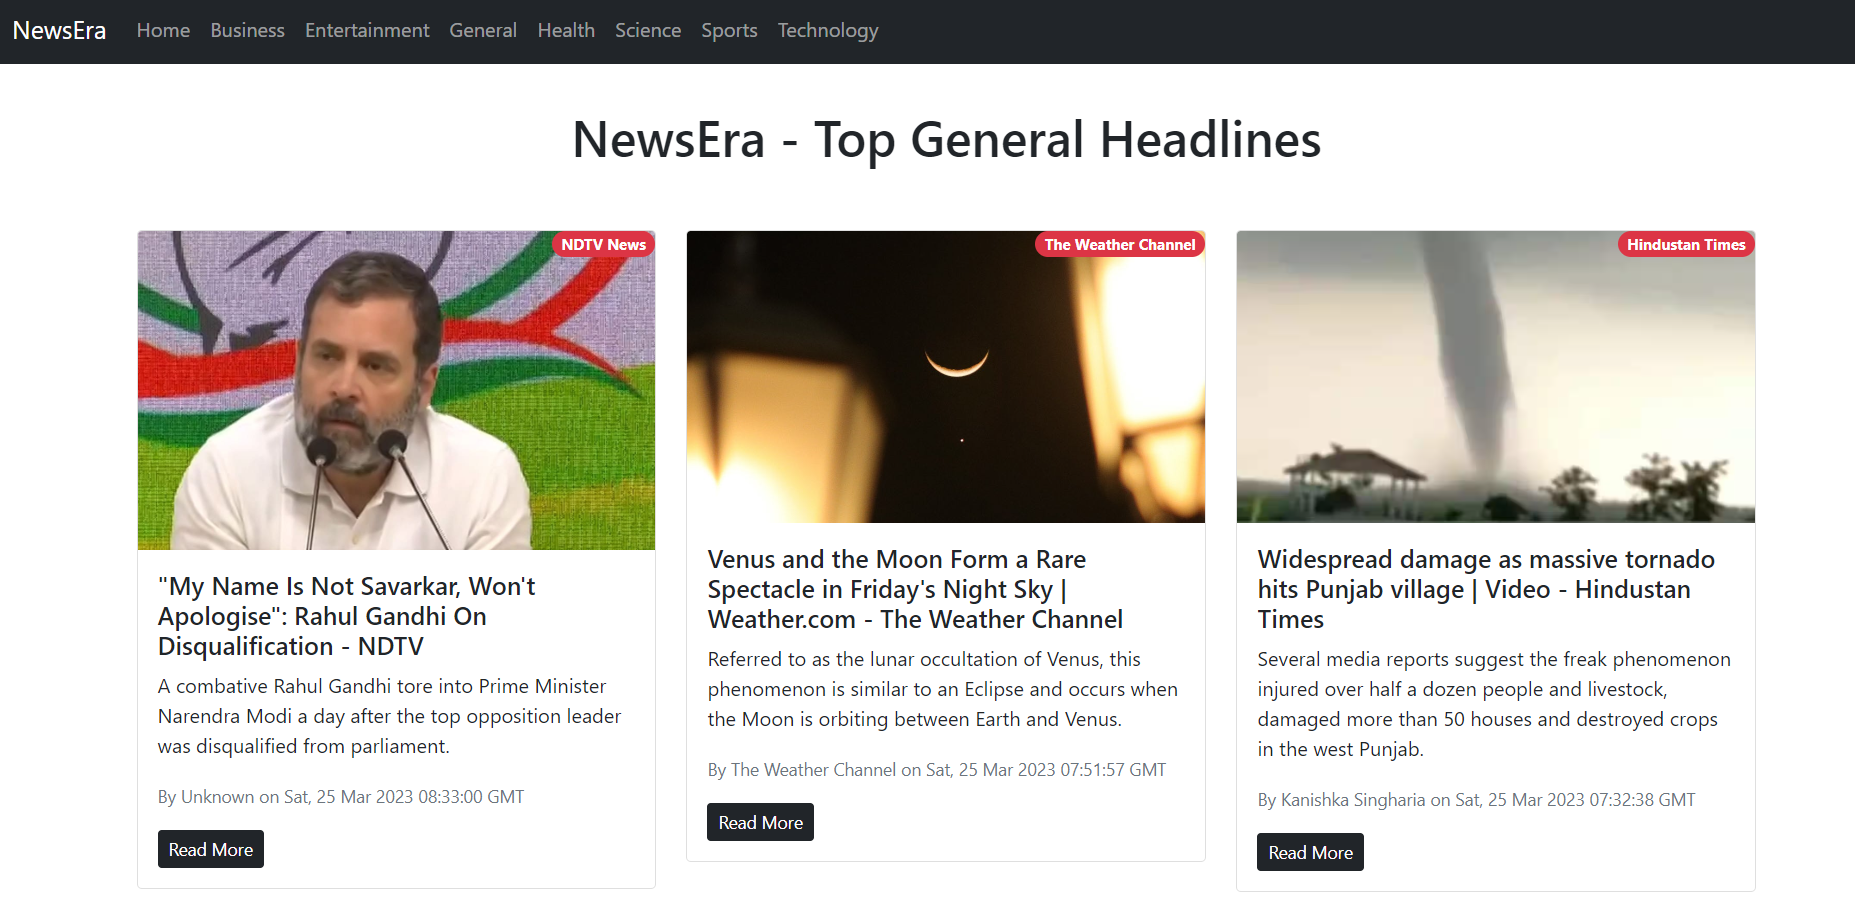 NewsEra Home Business Entertainment General Health Science Sports Technology
NewsEra - Top General Headlines
NDTV News
"My Name Is Not Savarkar, Won't
Apologise": Rahul Gandhi On
Disqualification - NDTV
A combative Rahul Gandhi tore into Prime Minister
Narendra Modi a day after the top opposition leader
was disqualified from parliament.
By Unknown on Sat, 25 Mar 2023 08:33:00 GMT
Read More
The Weather Channel
Venus and the Moon Form a Rare
Spectacle in Friday's Night Sky |
Weather.com - The Weather Channel
Referred to as the lunar occultation of Venus, this
phenomenon is similar to an Eclipse and occurs when
the Moon is orbiting between Earth and Venus.
By The Weather Channel on Sat, 25 Mar 2023 07:51:57 GMT
Read More
Hindustan Times
Widespread damage as massive tornado
hits Punjab village | Video - Hindustan
Times
Several media reports suggest the freak phenomenon
injured over half a dozen people and livestock,
damaged more than 50 houses and destroyed crops
in the west Punjab.
By Kanishka Singharia on Sat, 25 Mar 2023 07:32:38 GMT
Read More